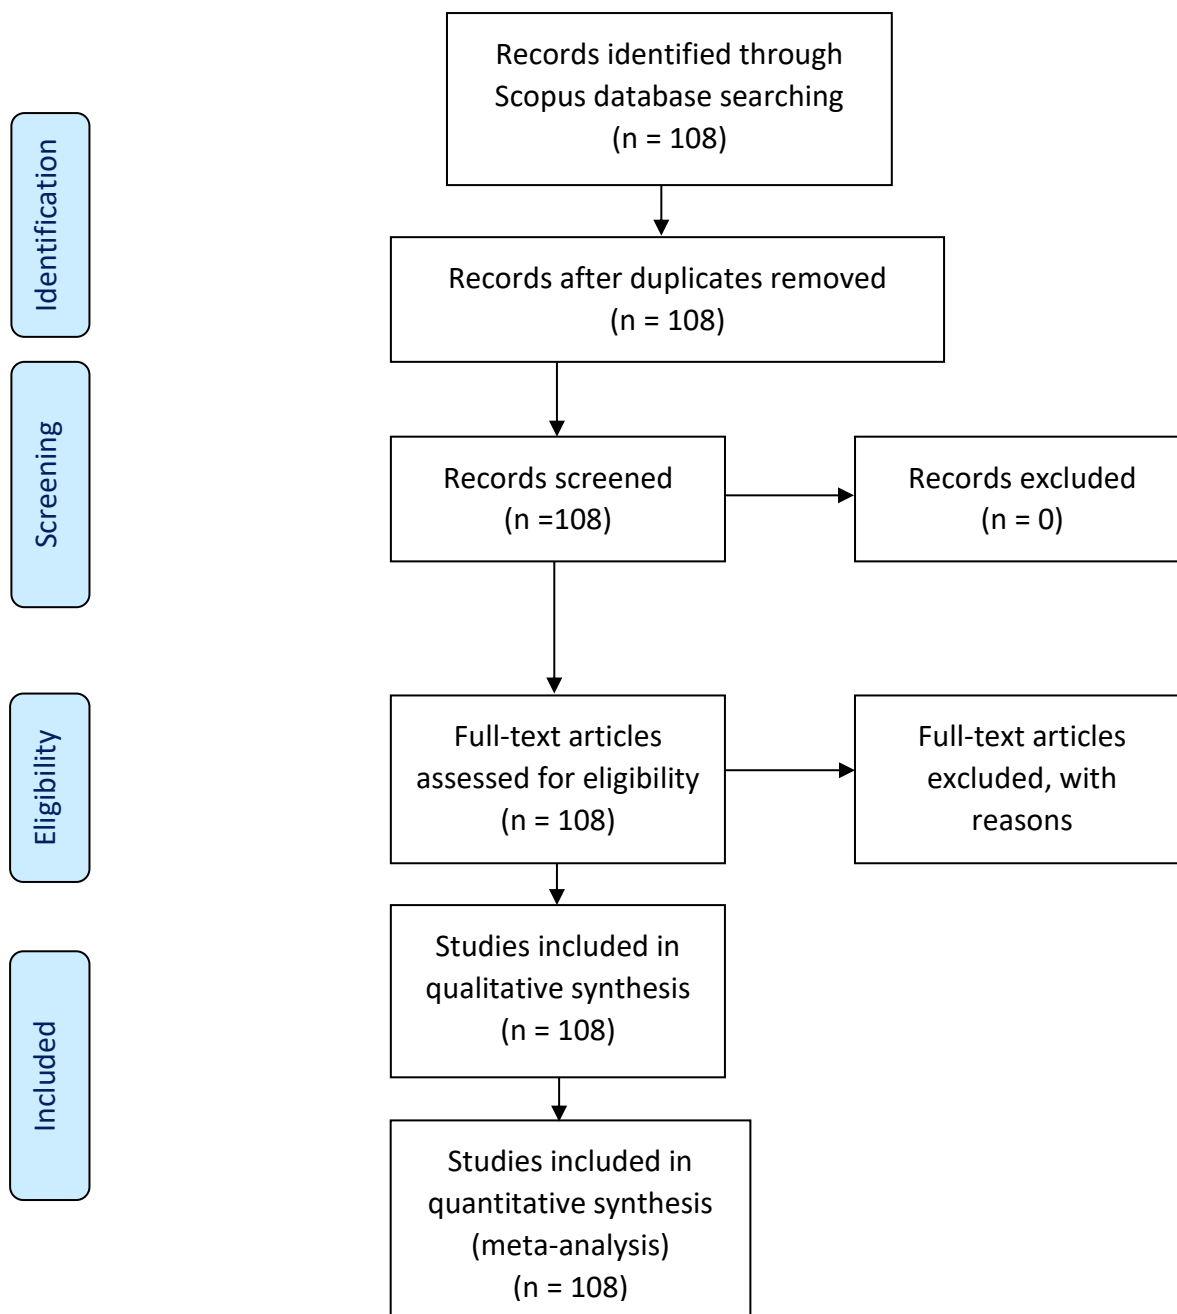 Identification
Records identified through
Scopus database searching
(n = 108)
Records after duplicates removed
(n = 108)
Screening
Records screened
(n =108)
Records excluded
(n = 0)
Eligibility
Full-text articles
assessed for eligibility
(n = 108)
Full-text articles
excluded, with
reasons
Included
Studies included in
qualitative synthesis
(n = 108)
Studies included in
quantitative synthesis
(meta-analysis)
(n = 108)